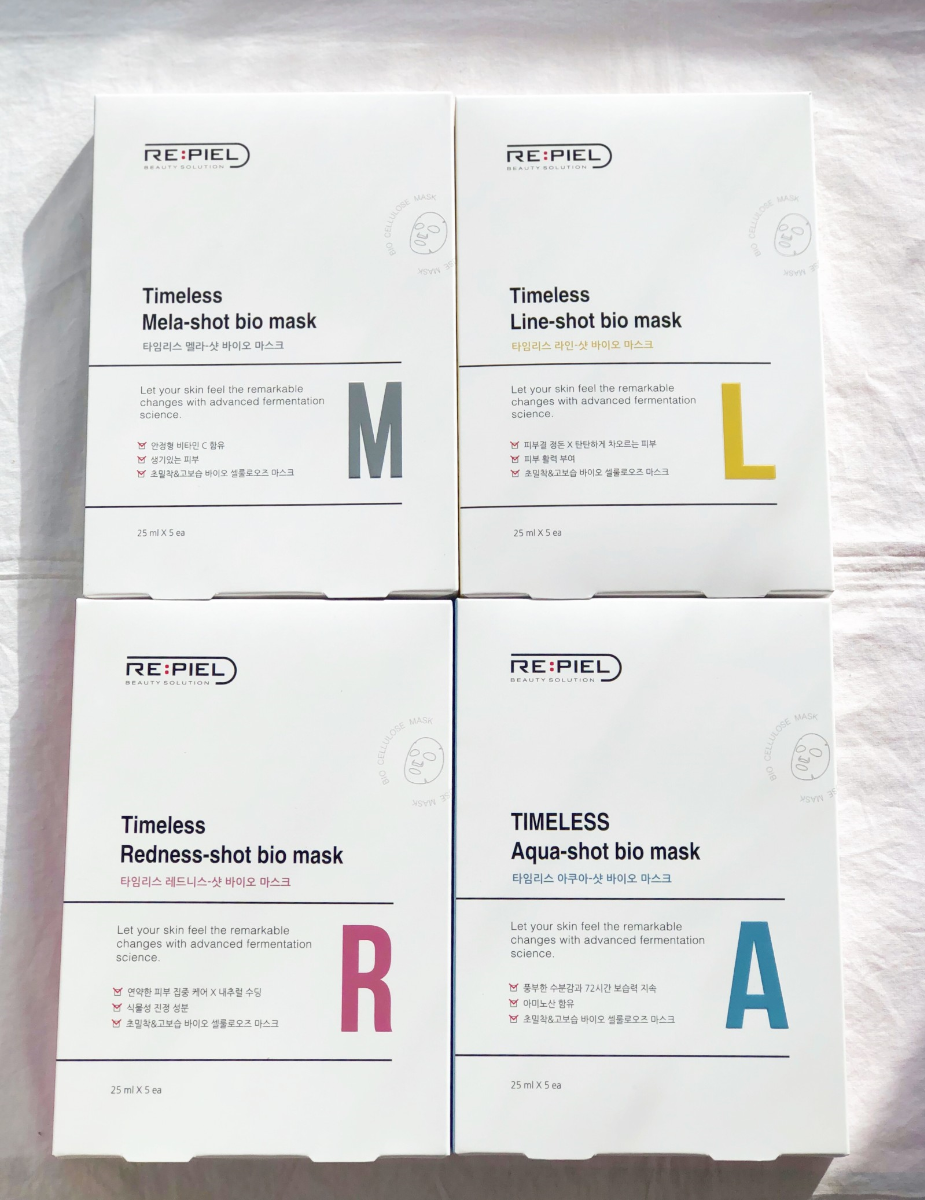 RE:PIEL
BEAUTY SOLUTION
BIO CELLULOSE MASK
MASK
Timeless
Mela-shot bio mask
타임리스 멜라-샷 바이오 마스크
Let your skin feel the remarkable
changes with advanced fermentation
science.
M
안정형 비타민 C 함유
생기있는 피부
초밀착&고보습 바이오 셀룰로오즈 마스크
25 ml X 5 ea
RE:PIEL
BEAUTY SOLUTION
BIO CELLULOSE MASK
SE MASK
Timeless
Line-shot bio mask
타임리스 라인-샷 바이오 마스크
Let your skin feel the remarkable
changes with advanced fermentation
science.
L
피부결 정돈 X 탄탄하게 차오르는 피부
피부 활력 부여
초밀착&고보습 바이오 셀룰로오즈 마스크
25 ml X 5 ea
RE:PIEL
BEAUTY SOLUTION
BIO CELLULOSE MASK
SE MASK
Timeless
Redness-shot bio mask
타임리스 레드니스-샷 바이오 마스크
Let your skin feel the remarkable
changes with advanced fermentation
science.
R
연약한 피부 집중 케어 X 내추럴 수딩
식물성 진정 성분
초밀착&고보습 바이오 셀룰로오즈 마스크
25 ml X 5 ea
RE:PIEL
BEAUTY SOLUTION
BIO CELLULOSE MASK
SE MASK
TIMELESS
Aqua-shot bio mask
타임리스 아쿠아-샷 바이오 마스크
Let your skin feel the remarkable
changes with advanced fermentation
science.
A
풍부한 수분감과 72시간 보습력 지속
아미노산 함유
초밀착&고보습 바이오 셀룰로오즈 마스크
25 ml X 5 ea